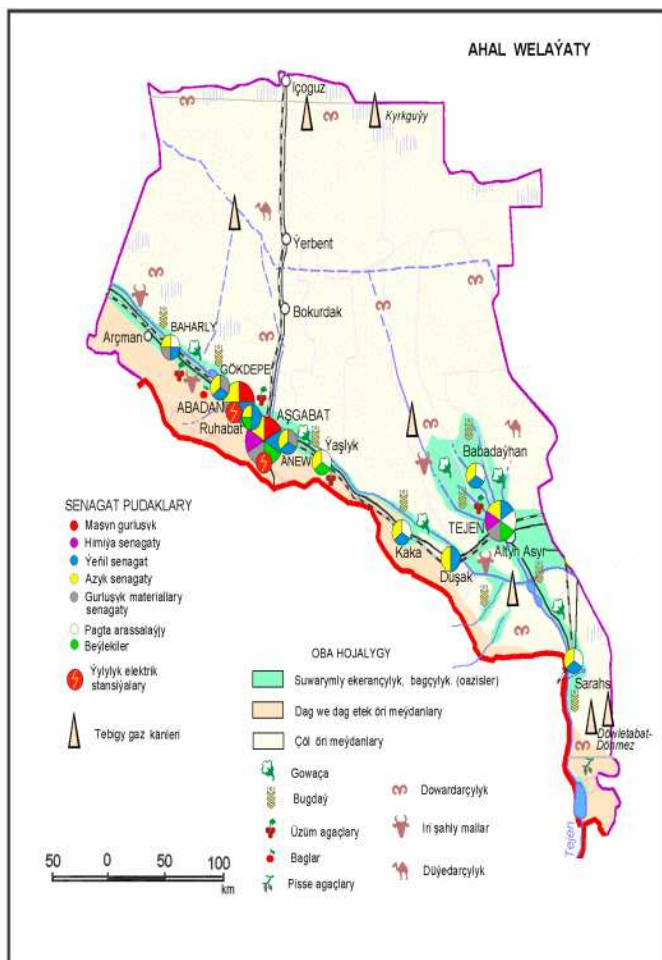 AHAL WELAÝATY
Içoguz
Kyrkguýy
Ýerbent
Bokurdak
BAHARLY
Arçman
GÖKDEPE
ABADAN
AŞGABAT
Ruhabat
Ýaşlyk
ÄNEW
Babadaýhan
TEJEN
Altyn Asyr
Kaka
Duşak
Sarahs
Döwletabat-
Dönmez
Tejen
SENAGAT PUDAKLARY
Maşyn gurluşyk
Himiýa senagaty
Ýeňil senagat
Azyk senagaty
Gurluşyk materiallary
senagaty
Pagta arassalaýjy
Beýlekiler
Ýylylyk elektrik
stansiýalary
Tebigy gaz känleri
OBA HOJALYGY
Suwarymly ekerançylyk, bagçylyk. (oazisler)
Dag we dag etek öri meýdanlary
Çöl öri meýdanlary
Gowaça
Bugdaý
Üzüm agaçlary
Baglar
Pisse agaçlary
Dowardarçylyk
Iri şahly mallar
Düýedarçylyk
50 0 50 100
km